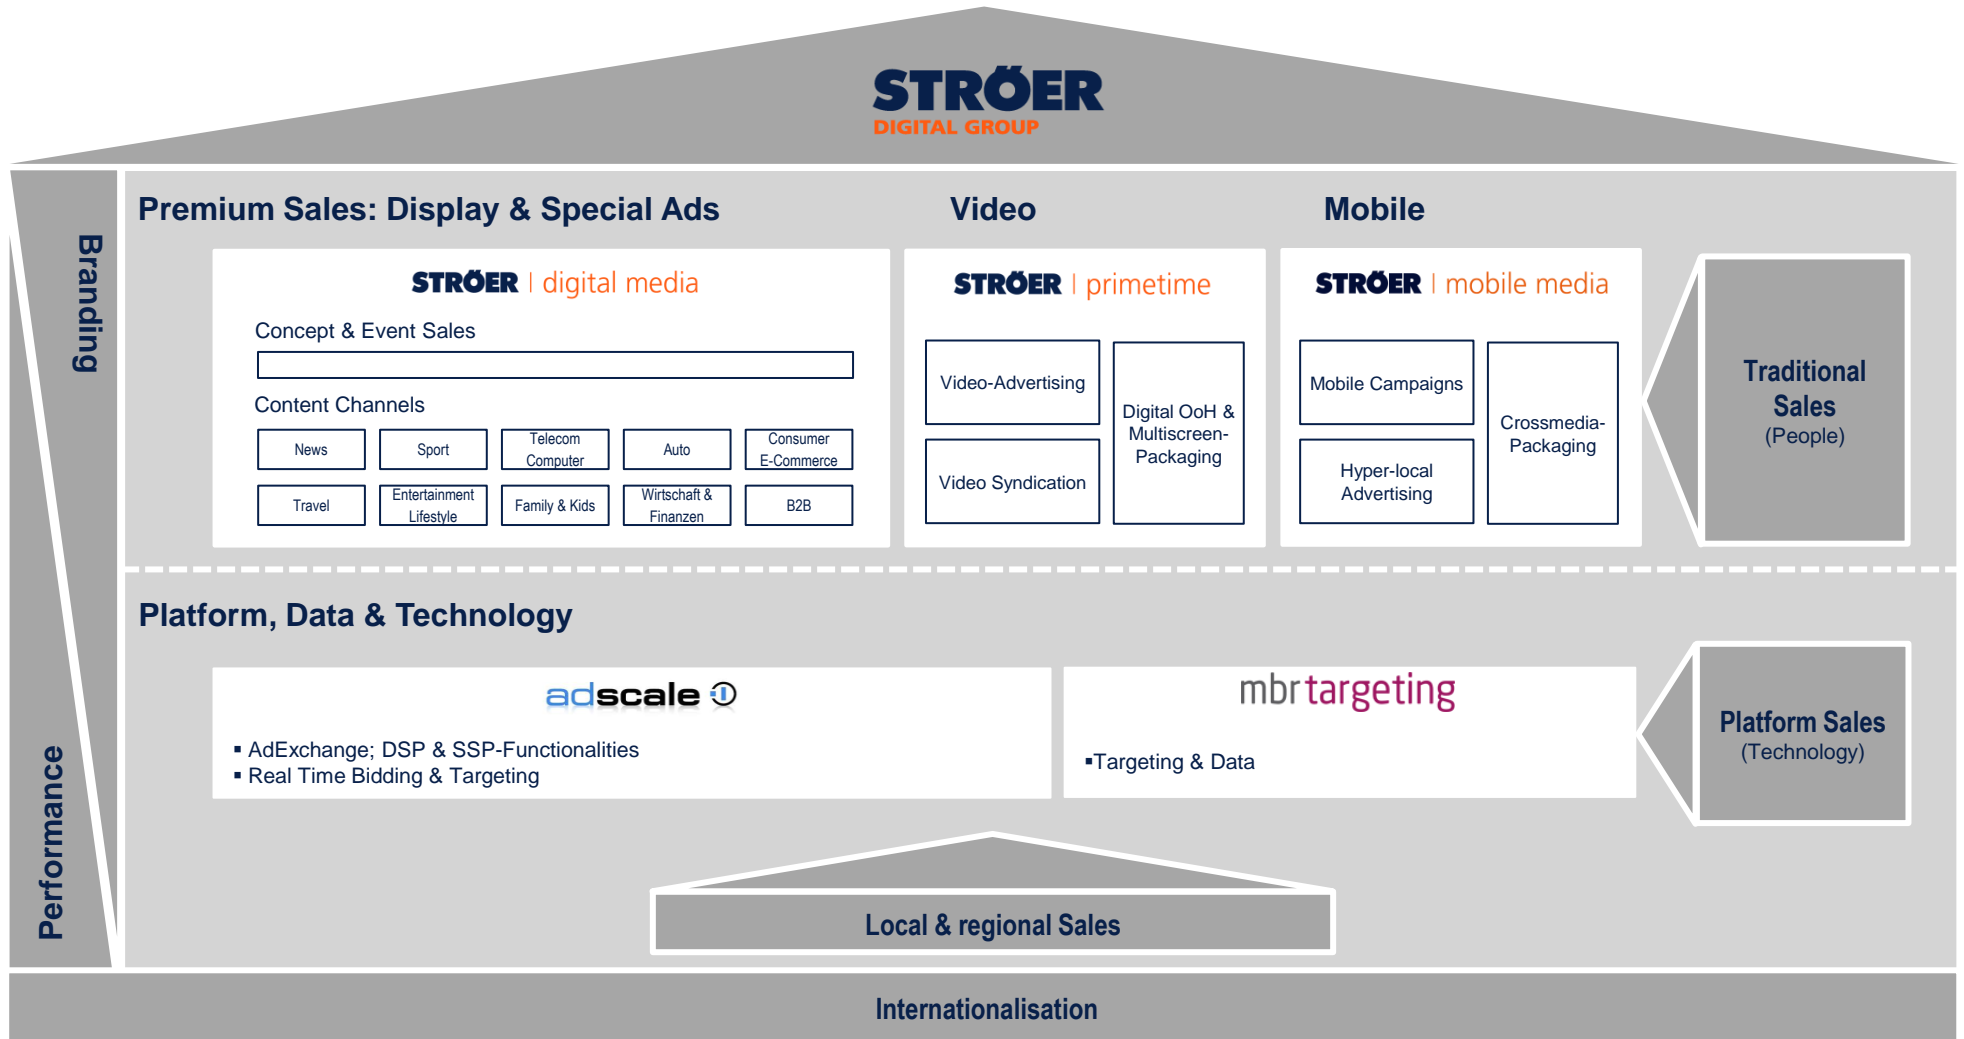 STRÖER
DIGITAL GROUP
Branding
Performance
Premium Sales: Display & Special Ads
Video
Mobile
STRÖER | digital media
Concept & Event Sales
Content Channels
News
Sport
Telecom
Computer
Auto
Consumer
E-Commerce
Travel
Entertainment
Lifestyle
Family & Kids
Wirtschaft &
Finanzen
B2B
STRÖER | primetime
Video-Advertising
Video Syndication
Digital OoH &
Multiscreen-
Packaging
STRÖER | mobile media
Mobile Campaigns
Hyper-local
Advertising
Crossmedia-
Packaging
Traditional
Sales
(People)
Platform, Data & Technology
adscale
▪ AdExchange; DSP & SSP-Functionalities
▪ Real Time Bidding & Targeting
mbrtargeting
▪Targeting & Data
Platform Sales
(Technology)
Local & regional Sales
Internationalisation